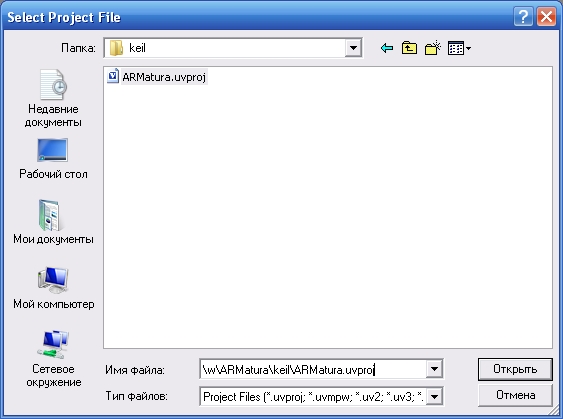 Select Project File
Папка: keil
ARMatura.uvproj
Недавние
документы
Рабочий стол
Мои документы
Мой компьютер
Сетевое
окружение
Имя файла: \w\ARMatura\keil\ARMatura.uvproj Открыть
Тип файлов: Project Files (*.uvproj; *.uvmpw; *.uv2; *.uv3; *. Отмена